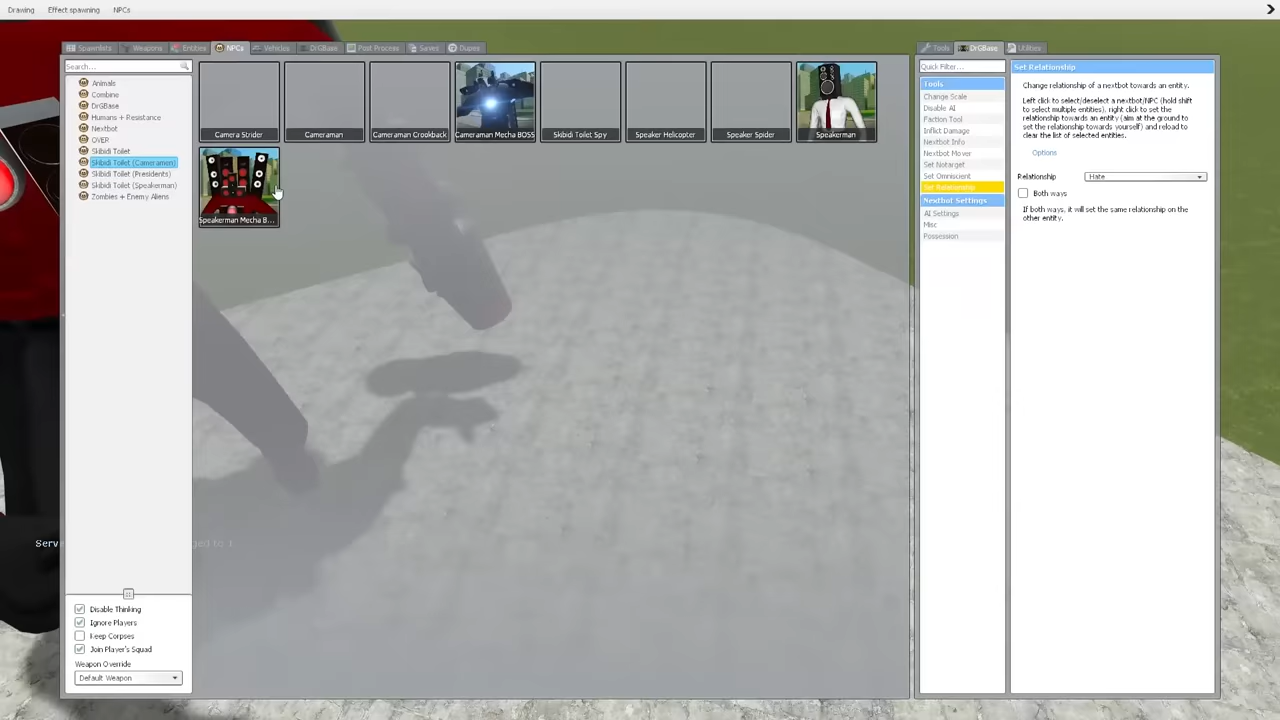 Drawing Effect spawning NPCs
Spawnlists Weapons Entities NPCs Vehicles DrGBase Post Process Saves Dupes
Tools DrGBase Utilities
Search...
Animals
Combine
DrGBase
Humans + Resistance
Nextbot
OVER
Skibidi Toilet
Skibidi Toilet (Cameramen)
Skibidi Toilet (Presidents)
Skibidi Toilet (Speakerman)
Zombies + Enemy Aliens
Camera Strider
Cameraman
Cameraman Crookback
Cameraman Mecha BOSS
Skibidi Toilet Spy
Speaker Helicopter
Speaker Spider
Speakerman
Speakerman Mecha B...
Disable Thinking
Ignore Players
Keep Corpses
Join Player's Squad
Weapon Override
Default Weapon
Quick Filter...
Tools
Change Scale
Disable AI
Faction Tool
Inflict Damage
Nextbot Info
Nextbot Mover
Set Notarget
Set Omniscient
Set Relationship
Nextbot Settings
AI Settings
Misc
Possession
Set Relationship
Change relationship of a nextbot towards an entity.
Left click to select/deselect a nextbot/NPC (hold shift
to select multiple entities), right click to set the
relationship towards an entity (aim at the ground to
set the relationship towards yourself) and reload to
clear the list of selected entities.
Options
Relationship Hate
Both ways
If both ways, it will set the same relationship on the
other entity.